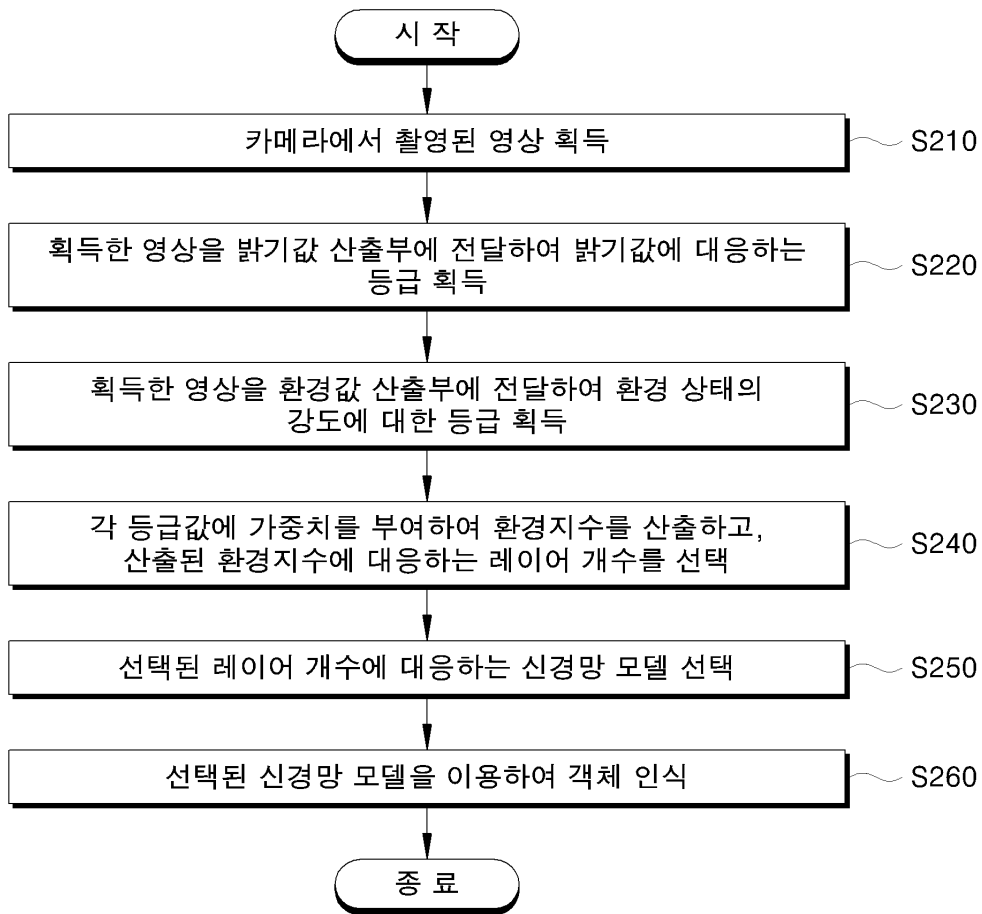 시 작
카메라에서 촬영된 영상 획득
S210
획득한 영상을 밝기값 산출부에 전달하여 밝기값에 대응하는
등급 획득
S220
획득한 영상을 환경값 산출부에 전달하여 환경 상태의
강도에 대한 등급 획득
S230
각 등급값에 가중치를 부여하여 환경지수를 산출하고,
산출된 환경지수에 대응하는 레이어 개수를 선택
S240
선택된 레이어 개수에 대응하는 신경망 모델 선택
S250
선택된 신경망 모델을 이용하여 객체 인식
S260
종 료